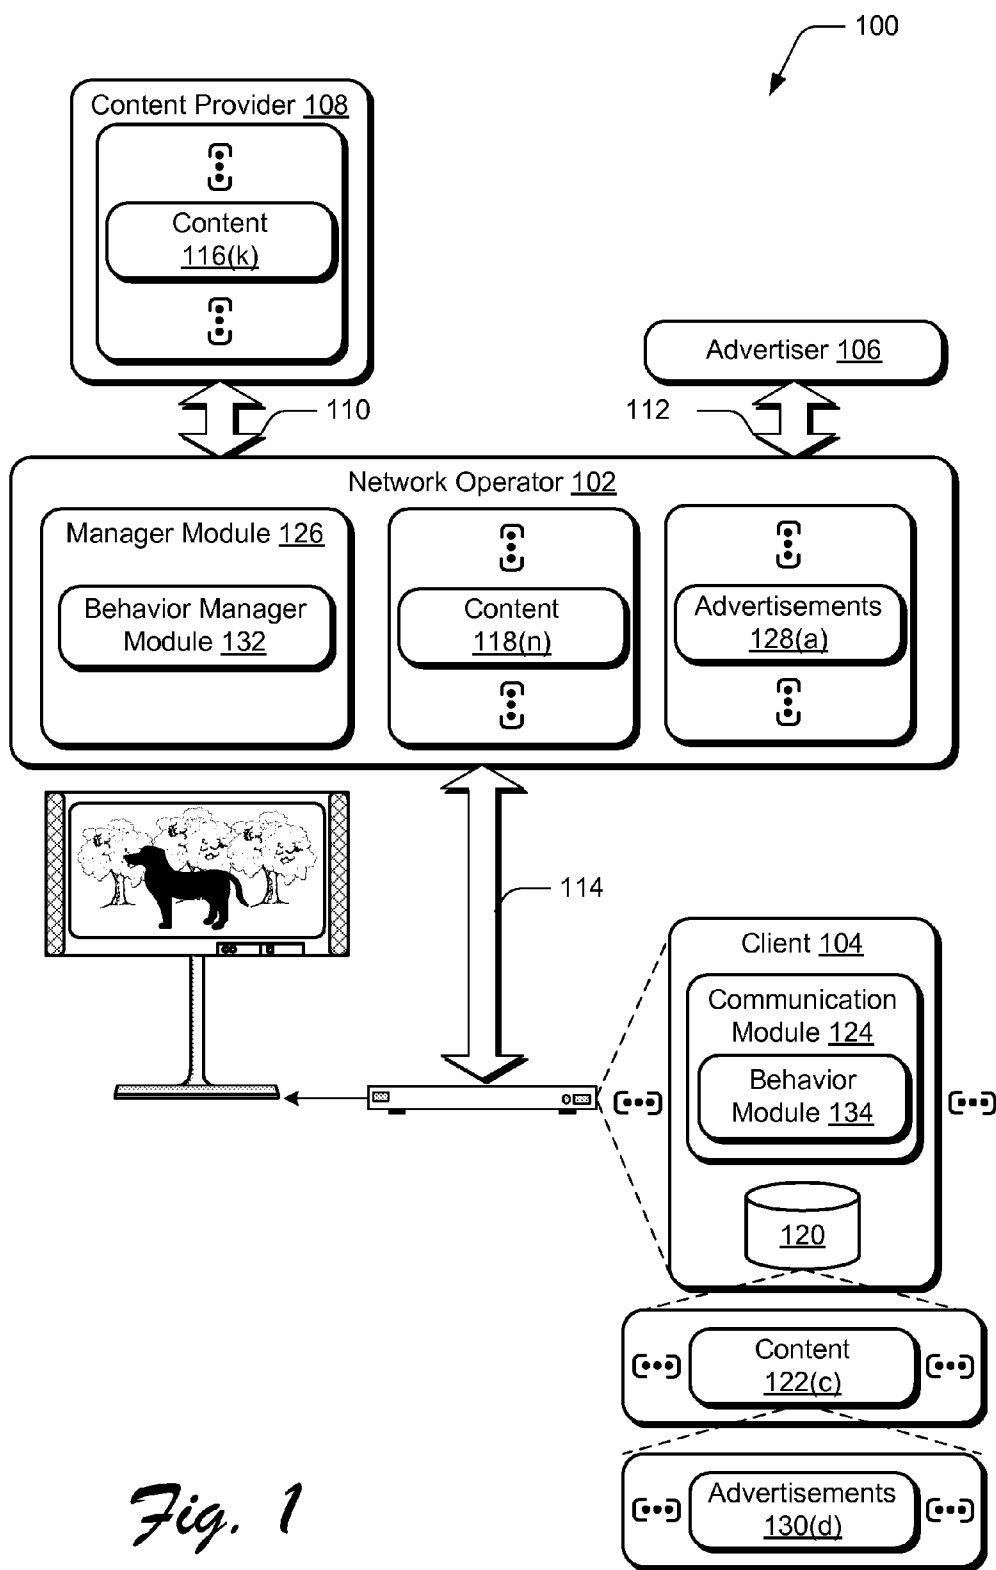 100
Content Provider 108
Content
116(k)
Advertiser 106
110
112
Network Operator 102
Manager Module 126
Behavior Manager
Module 132
Content
118(n)
Advertisements
128(a)
114
Client 104
Communication
Module 124
Behavior
Module 134
120
Content
122(c)
Advertisements
130(d)
Fig. 1